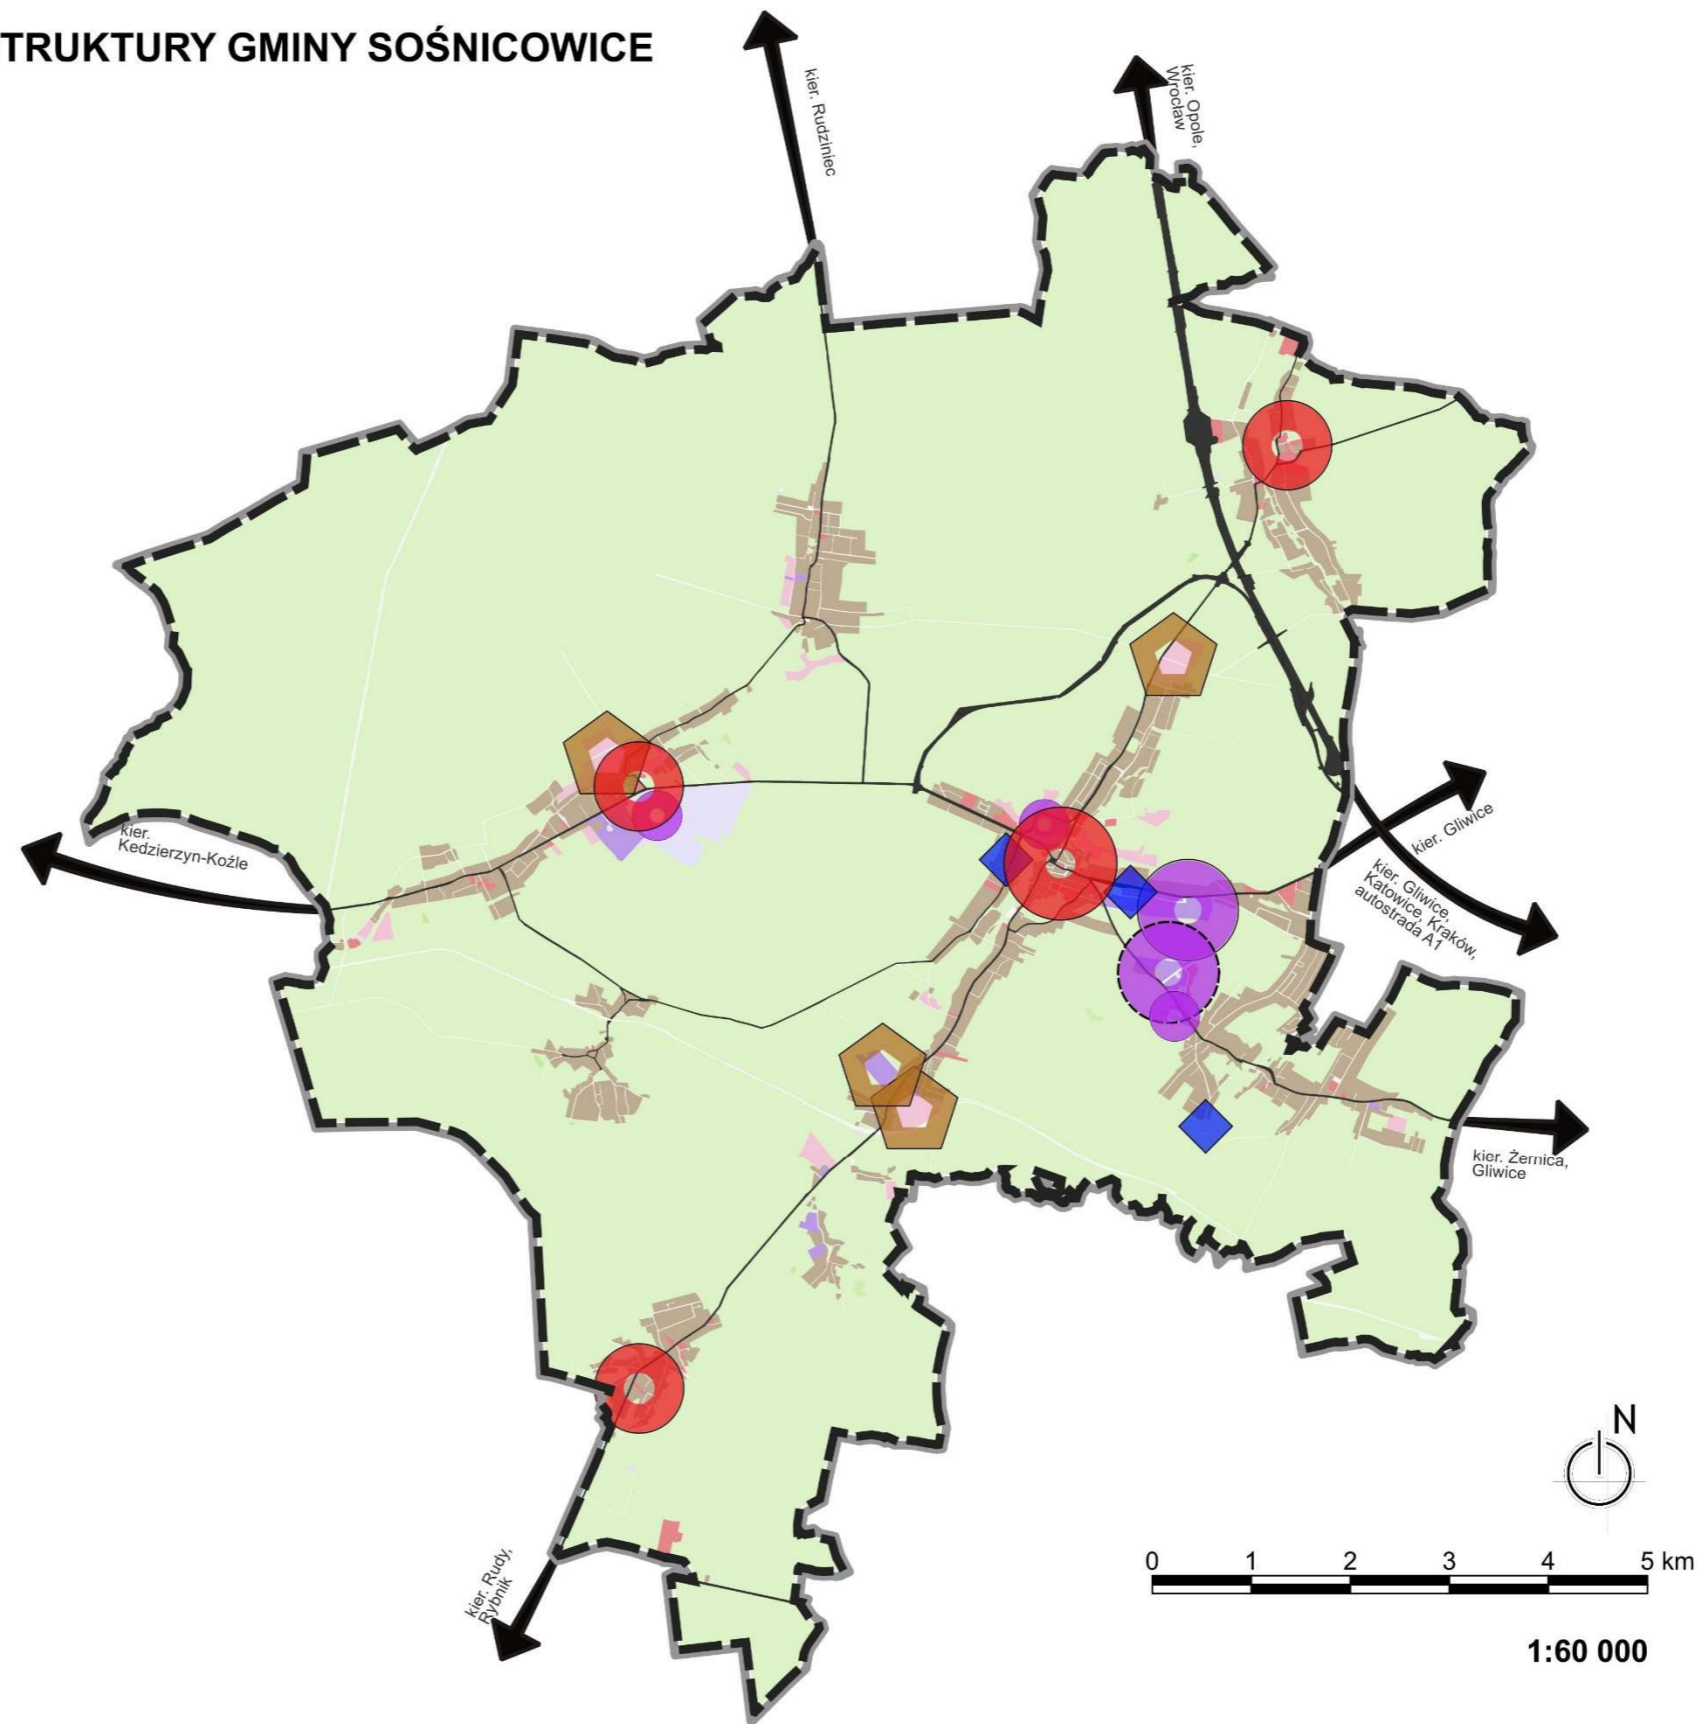 TRUKTURY GMINY SOŚNICOWICE
kier. Rudziniec
kier. Opole,
Wrocław
kier.
Kedzierzyn-Koźle
kier. Gliwice
kier. Gliwice,
Katowice, Kraków,
autostrada A1
kier. Żernica,
Gliwice
kier. Rudy,
Rybnik
N
0 1 2 3 4 5 km
1:60 000